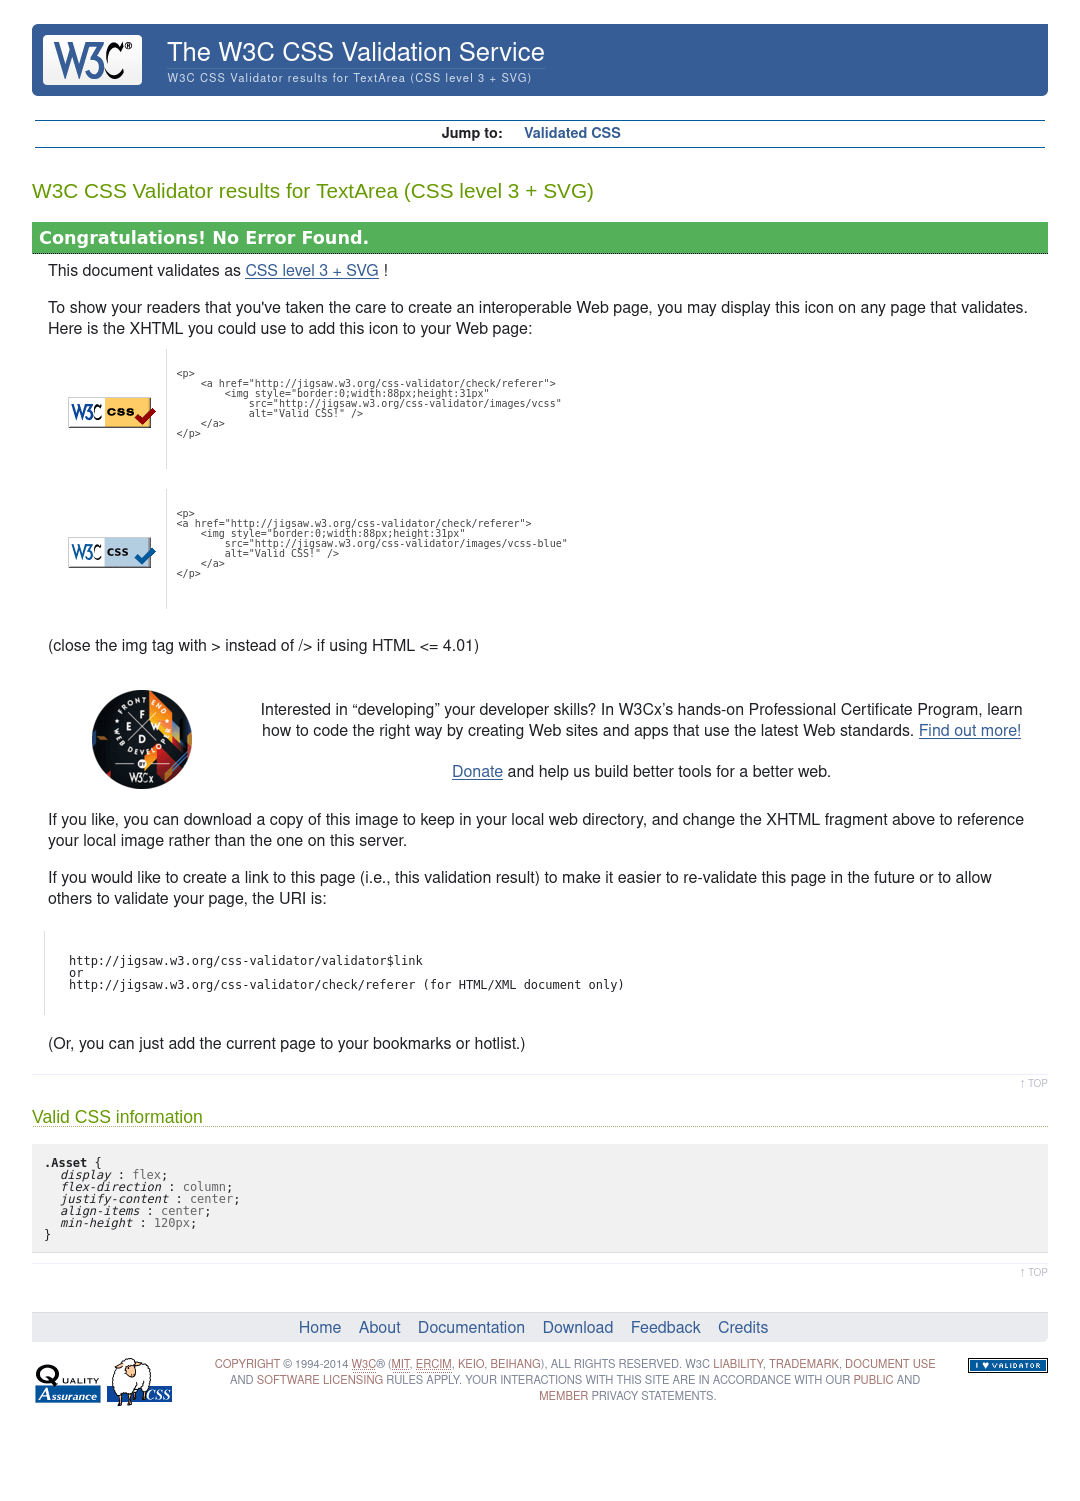 W3C®
The W3C CSS Validation Service
W3C CSS Validator results for TextArea (CSS level 3 + SVG)
Jump to: Validated CSS
W3C CSS Validator results for TextArea (CSS level 3 + SVG)
Congratulations! No Error Found.
This document validates as CSS level 3 + SVG !
To show your readers that you've taken the care to create an interoperable Web page, you may display this icon on any page that validates.
Here is the XHTML you could use to add this icon to your Web page:
W3C css
<p>
    <a href="http://jigsaw.w3.org/css-validator/check/referer">
        <img style="border:0;width:88px;height:31px"
            src="http://jigsaw.w3.org/css-validator/images/vcss"
            alt="Valid CSS!" />
    </a>
</p>
W3C css
<p>
<a href="http://jigsaw.w3.org/css-validator/check/referer">
    <img style="border:0;width:88px;height:31px"
        src="http://jigsaw.w3.org/css-validator/images/vcss-blue"
        alt="Valid CSS!" />
    </a>
</p>
(close the img tag with > instead of /> if using HTML <= 4.01)
FRONT END
F
E W
D
WEB DEVELOPER
W3Cx
Interested in “developing” your developer skills? In W3Cx’s hands-on Professional Certificate Program, learn
how to code the right way by creating Web sites and apps that use the latest Web standards. Find out more!
Donate and help us build better tools for a better web.
If you like, you can download a copy of this image to keep in your local web directory, and change the XHTML fragment above to reference
your local image rather than the one on this server.
If you would like to create a link to this page (i.e., this validation result) to make it easier to re-validate this page in the future or to allow
others to validate your page, the URI is:
http://jigsaw.w3.org/css-validator/validator$link
or
http://jigsaw.w3.org/css-validator/check/referer (for HTML/XML document only)
(Or, you can just add the current page to your bookmarks or hotlist.)
↑ TOP
Valid CSS information
.Asset {
display : flex;
flex-direction : column;
justify-content : center;
align-items : center;
min-height : 120px;
}
↑ TOP
Home About Documentation Download Feedback Credits
QUALITY
Assurance
CSS
COPYRIGHT © 1994-2014 W3C® (MIT, ERCIM, KEIO, BEIHANG), ALL RIGHTS RESERVED. W3C LIABILITY, TRADEMARK, DOCUMENT USE
AND SOFTWARE LICENSING RULES APPLY. YOUR INTERACTIONS WITH THIS SITE ARE IN ACCORDANCE WITH OUR PUBLIC AND
MEMBER PRIVACY STATEMENTS.
I ♥ VALIDATOR